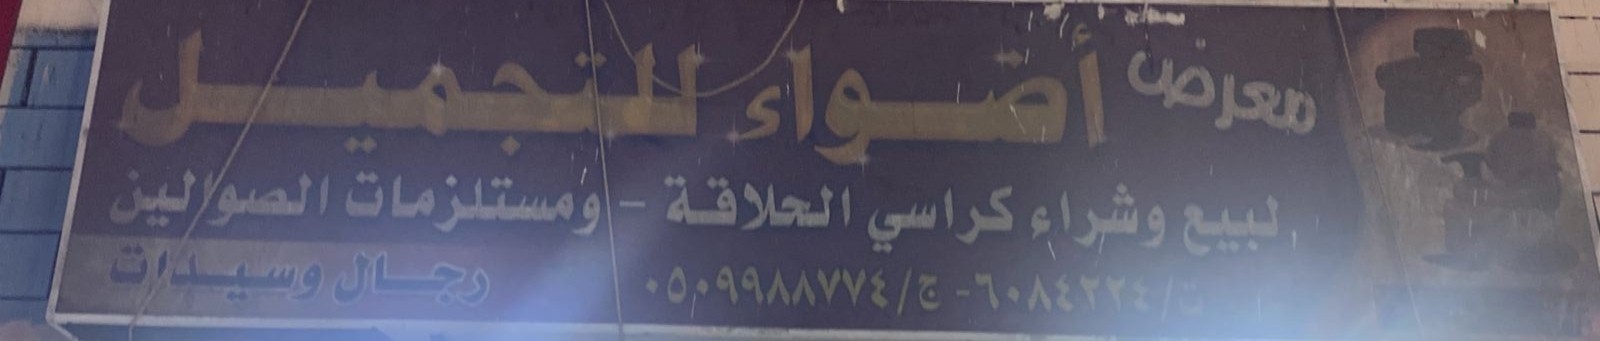 معرض أضواء للتجميل
لبيع وشراء كراسي الحلاقة - ومستلزمات الصوالين
ت/ ٦٠٨٤٢٢٤ - ج/ ٠٥٠٩٩٨٨٧٧٤
رجال وسيدات